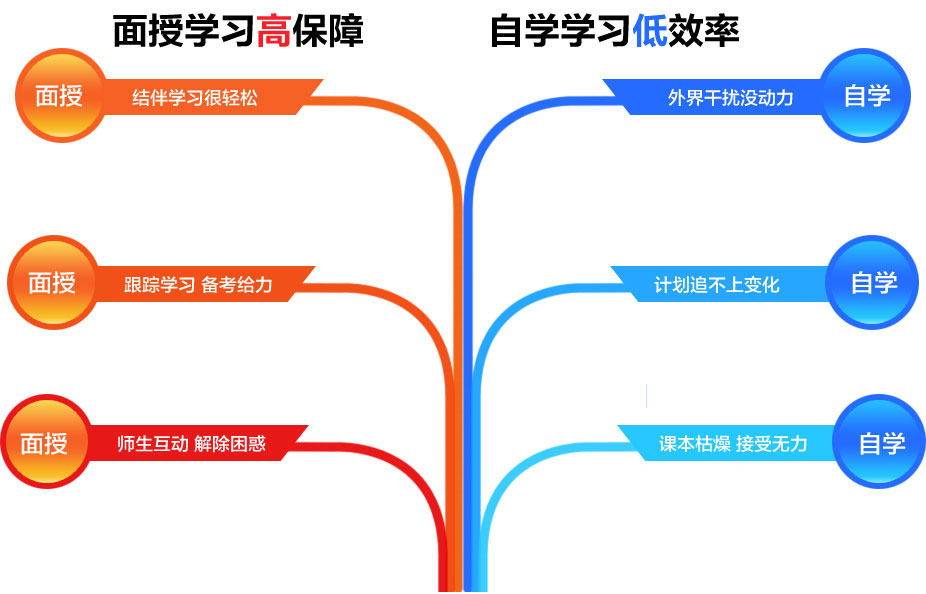 面授学习高保障
自学学习低效率
面授
结伴学习很轻松
外界干扰没动力
自学
面授
跟踪学习 备考给力
计划追不上变化
自学
面授
师生互动 解除困惑
课本枯燥 接受无力
自学